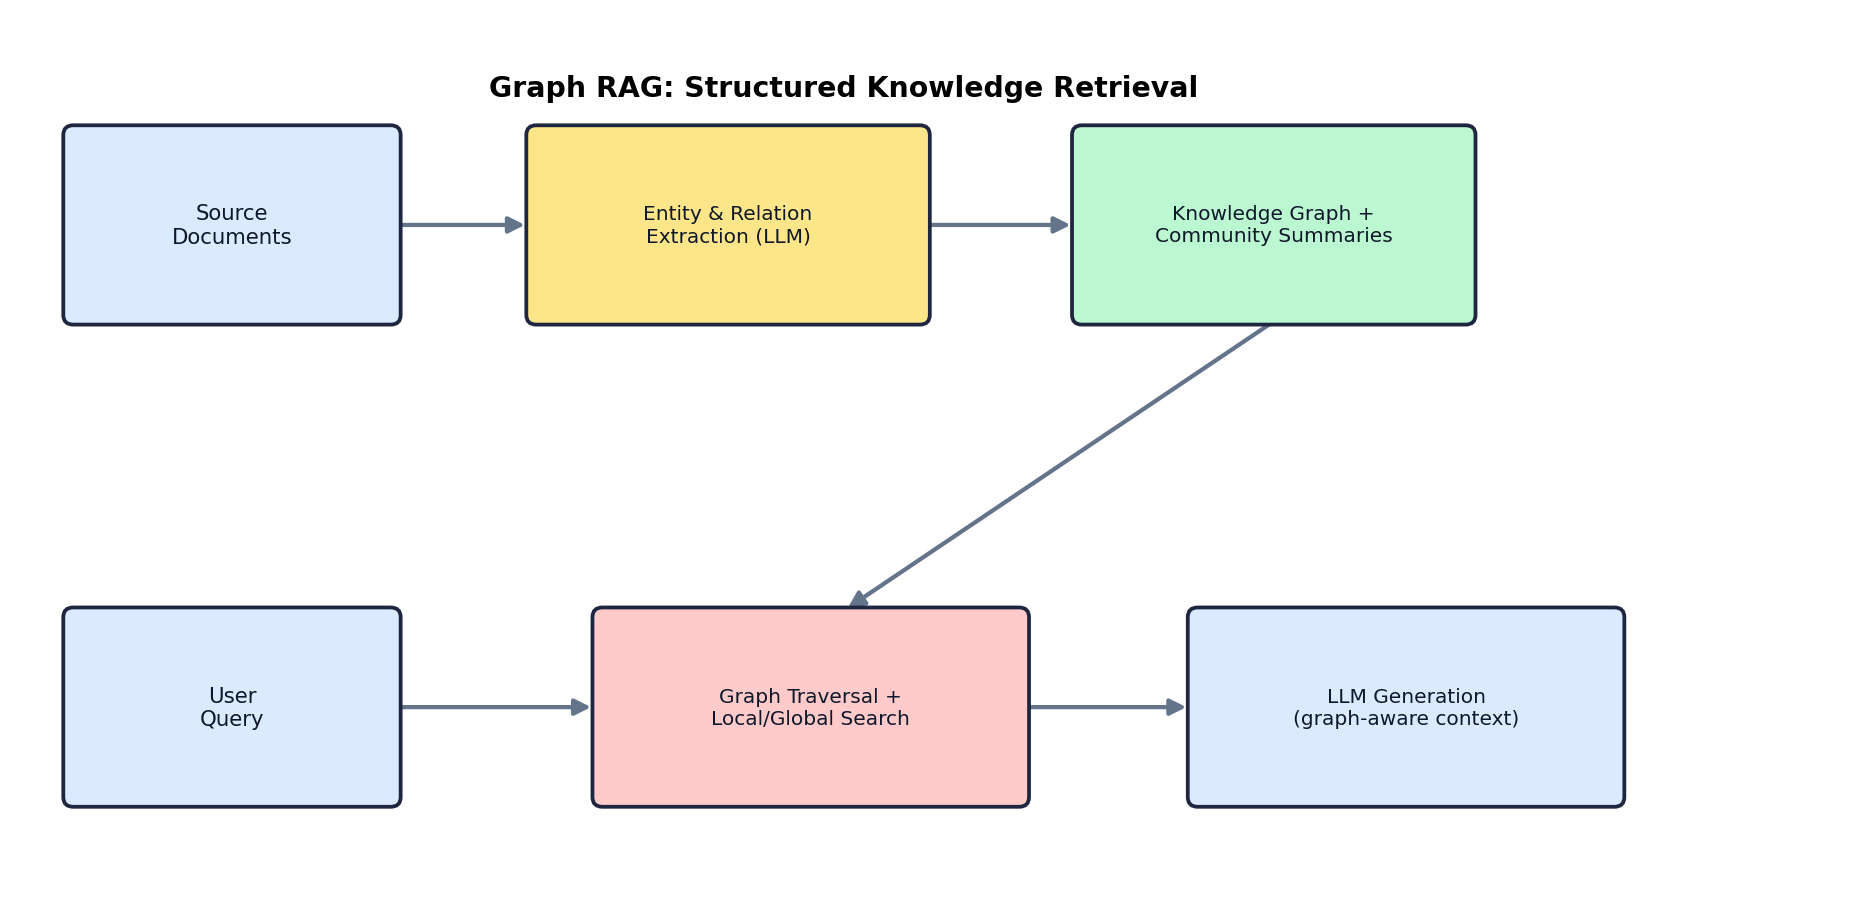 Graph RAG: Structured Knowledge Retrieval
Source
Documents
Entity & Relation
Extraction (LLM)
Knowledge Graph +
Community Summaries
User
Query
Graph Traversal +
Local/Global Search
LLM Generation
(graph-aware context)